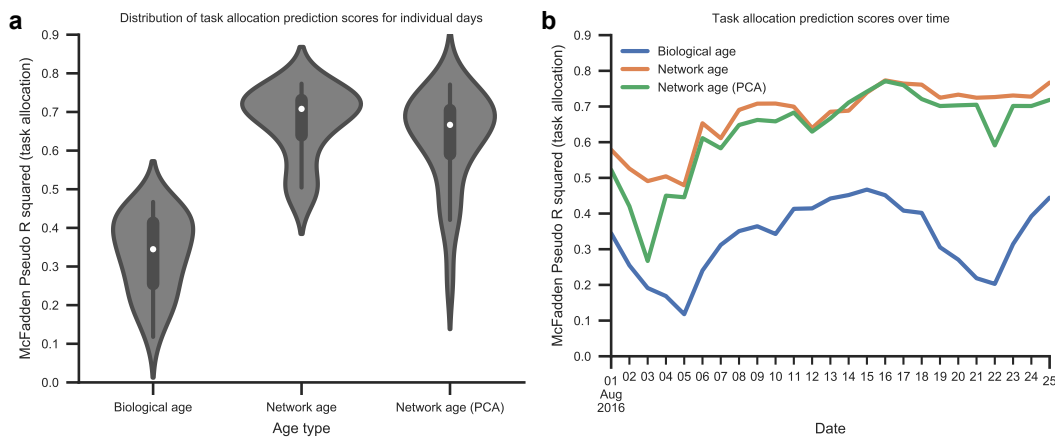 a
Distribution of task allocation prediction scores for individual days
McFadden Pseudo R squared (task allocation)
0.9
0.8
0.7
0.6
0.5
0.4
0.3
0.2
0.1
0.0
Biological age
Network age
Network age (PCA)
Age type
b
Task allocation prediction scores over time
McFadden Pseudo R squared (task allocation)
0.9
0.8
0.7
0.6
0.5
0.4
0.3
0.2
0.1
0.0
Biological age
Network age
Network age (PCA)
01 02 03 04 05 06 07 08 09 10 11 12 13 14 15 16 17 18 19 20 21 22 23 24 25
Aug
2016
Date